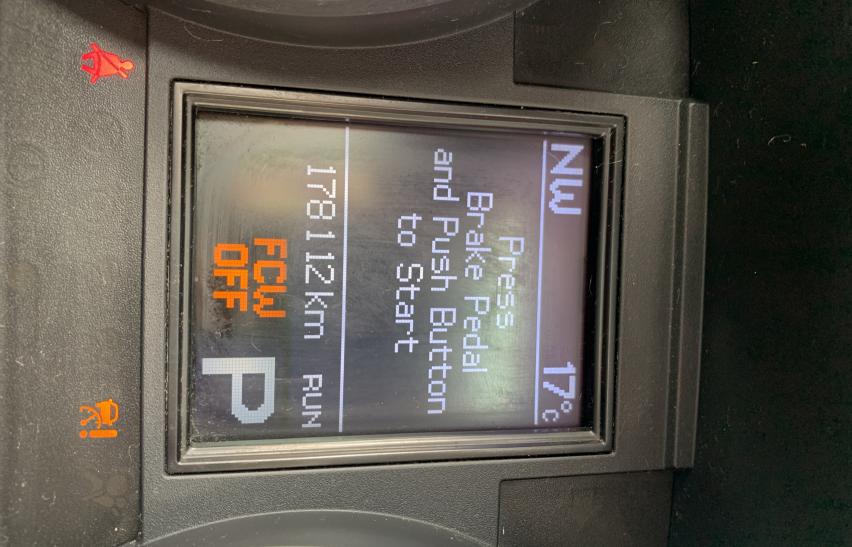 NW 17°C
Press
Brake Pedal
and Push Button
to Start
178112km RUN
FCW
OFF
P